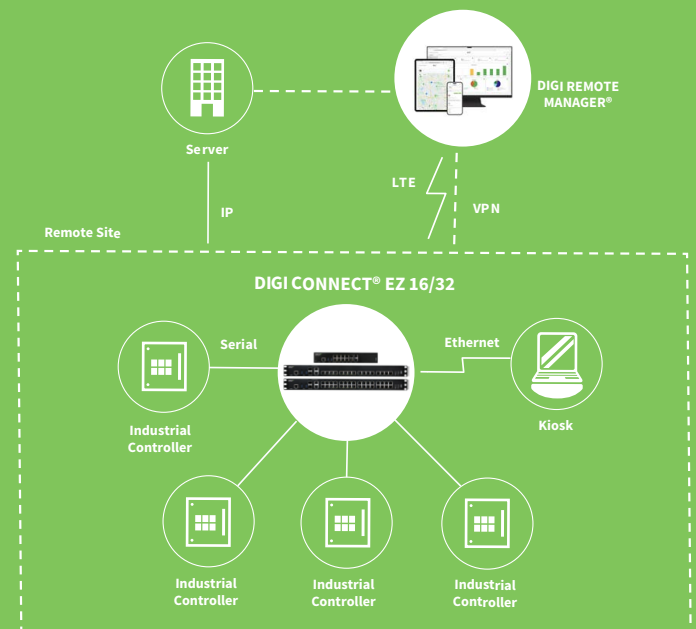 DIGI REMOTE
MANAGER®
Server
LTE
IP
VPN
Remote Site
DIGI CONNECT® EZ 16/32
Serial
Ethernet
Industrial
Controller
Kiosk
Industrial
Controller
Industrial
Controller
Industrial
Controller